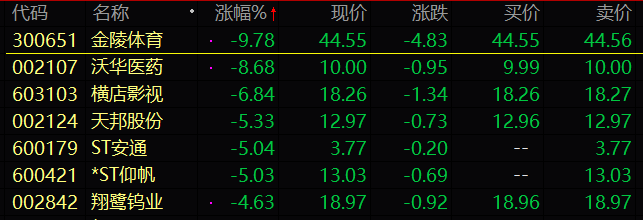 代码 名称 涨幅%↑ 现价 涨跌 买价 卖价
300651 金陵体育 -9.78 44.55 -4.83 44.55 44.56
002107 沃华医药 -8.68 10.00 -0.95 9.99 10.00
603103 横店影视 -6.84 18.26 -1.34 18.26 18.27
002124 天邦股份 -5.33 12.97 -0.73 12.96 12.97
600179 ST安通 -5.04 3.77 -0.20 -- 3.77
600421 *ST仰帆 -5.03 13.03 -0.69 -- 13.03
002842 翔鹭钨业 -4.63 18.97 -0.92 18.96 18.97